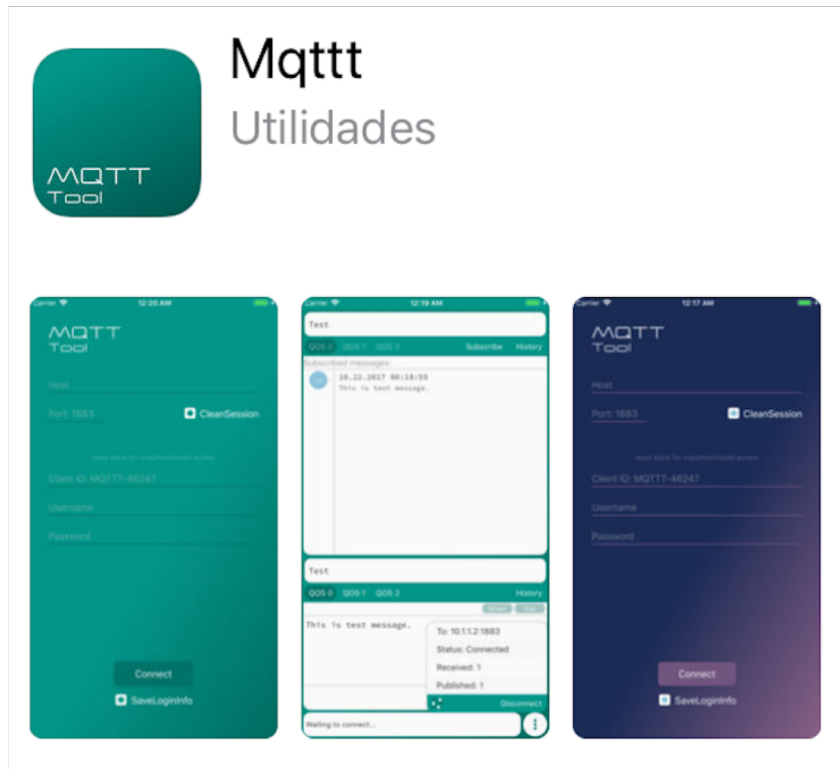 Mqttt
Utilidades
MQTT
Tool
Carrier
12:20 AM
MQTT
Tool
Host
Port: 1883
CleanSession
Client ID: MQTTT-46247
Username
Password
Connect
SaveLoginInfo
Carrier
12:19 AM
Test
QOS 0 QOS 1 QOS 2 Subscribe History
Subscribed messages
10.22.2017 00:18:59
This is test message.
Test
QOS 0 QOS 1 QOS 2 History
This is test message.
To: 10.1.1.2:1883
Status: Connected
Received: 1
Published: 1
Disconnect
Waiting to connect...
Carrier
12:17 AM
MQTT
Tool
Host
Port: 1883
CleanSession
Client ID: MQTTT-46247
Username
Password
Connect
SaveLoginInfo